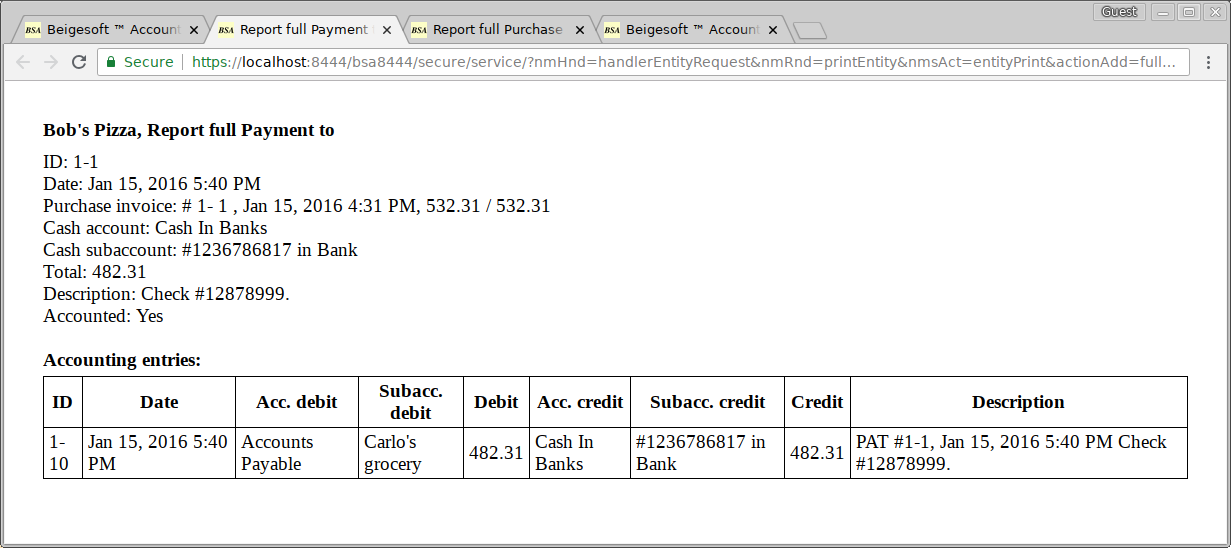 Guest
BSA Beigesoft ™ Account
BSA Report full Payment
BSA Report full Purchase
BSA Beigesoft ™ Account
Secure https://localhost:8444/bsa8444/secure/service/?nmHnd=handlerEntityRequest&nmRnd=printEntity&nmsAct=entityPrint&actionAdd=full...
Bob's Pizza, Report full Payment to
ID: 1-1
Date: Jan 15, 2016 5:40 PM
Purchase invoice: # 1- 1 , Jan 15, 2016 4:31 PM, 532.31 / 532.31
Cash account: Cash In Banks
Cash subaccount: #1236786817 in Bank
Total: 482.31
Description: Check #12878999.
Accounted: Yes
Accounting entries:
ID Date Acc. debit Subacc. debit Debit Acc. credit Subacc. credit Credit Description
1-10 Jan 15, 2016 5:40 PM Accounts Payable Carlo's grocery 482.31 Cash In Banks #1236786817 in Bank 482.31 PAT #1-1, Jan 15, 2016 5:40 PM Check #12878999.